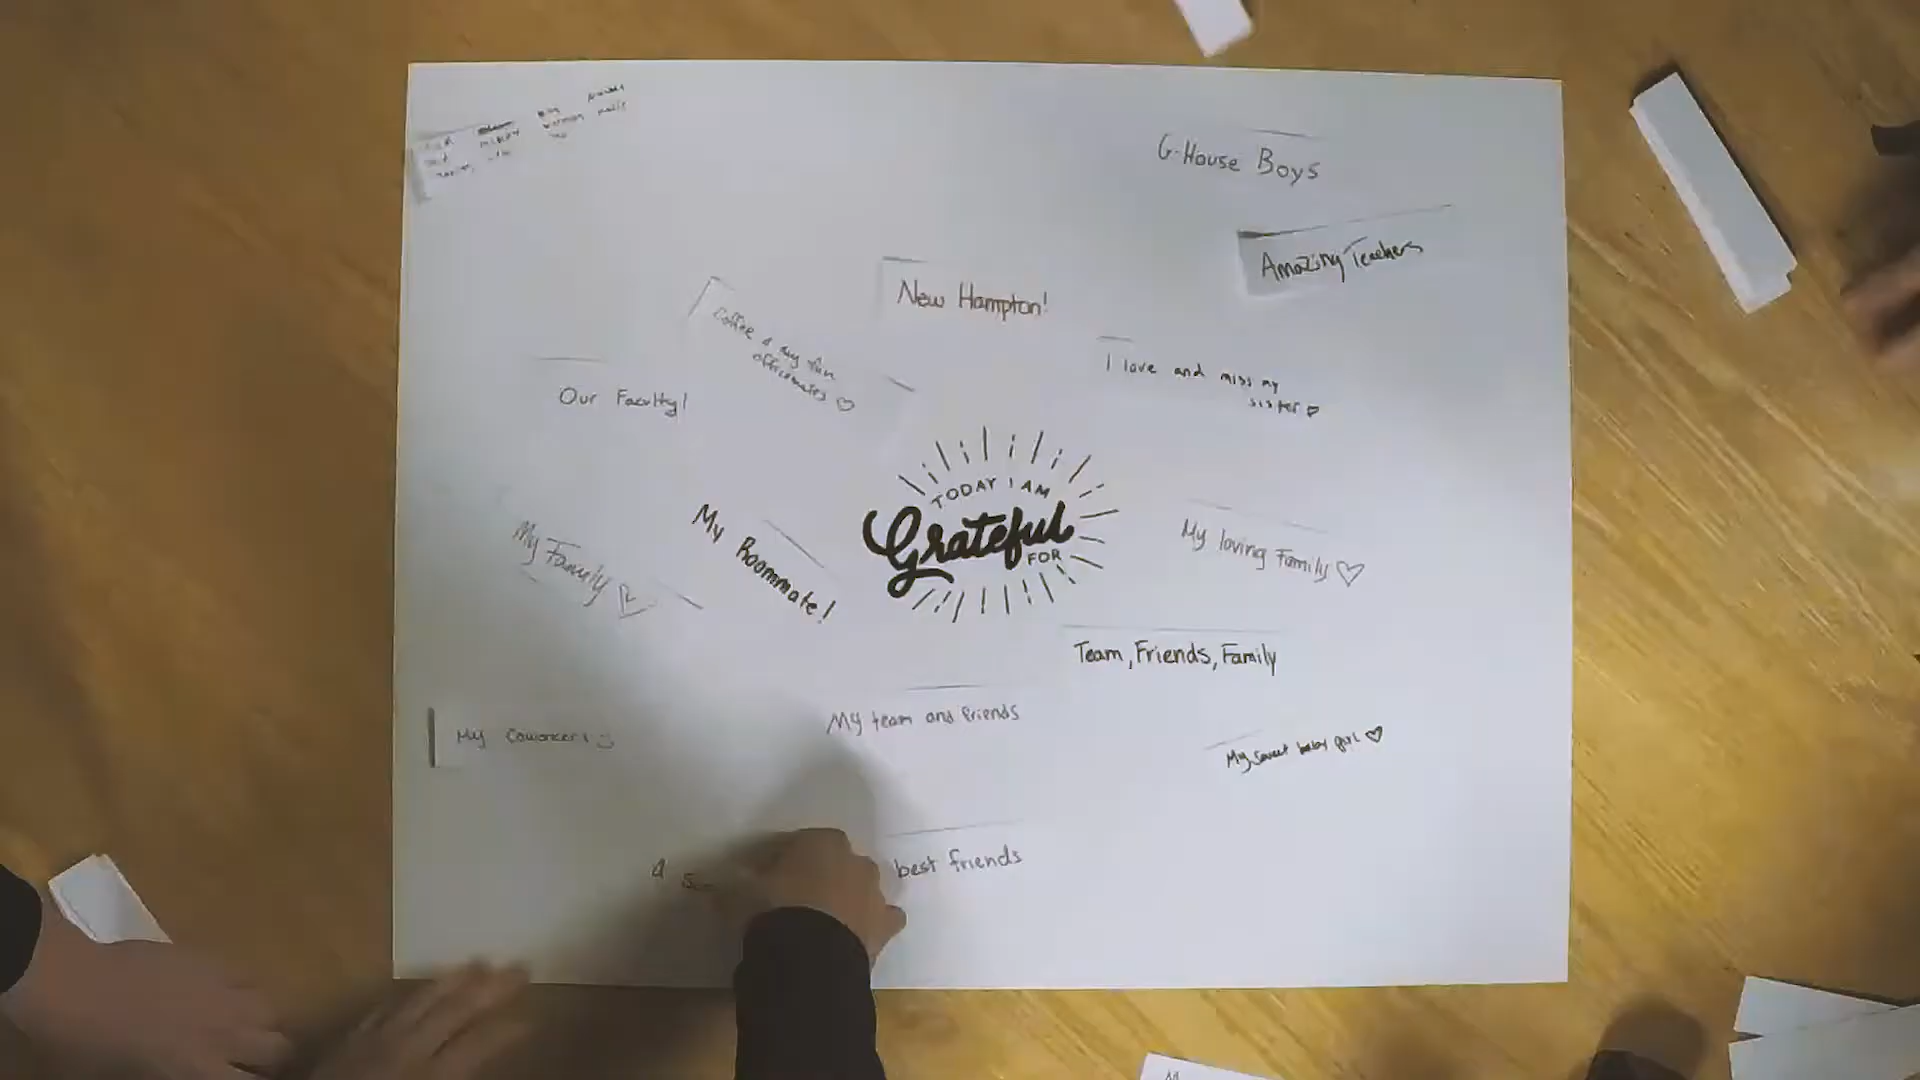 G-House Boys
Amazing Teachers
New Hampton!
Coffee & my fun
officemates ♡
I love and miss my
sister ♡
Our Faculty!
TODAY I AM
Grateful
FOR
My Family ♡
My Roommate!
My loving Family ♡
Team, Friends, Family
My team and friends
My Coworkers
My sweet baby girl ♡
best friends